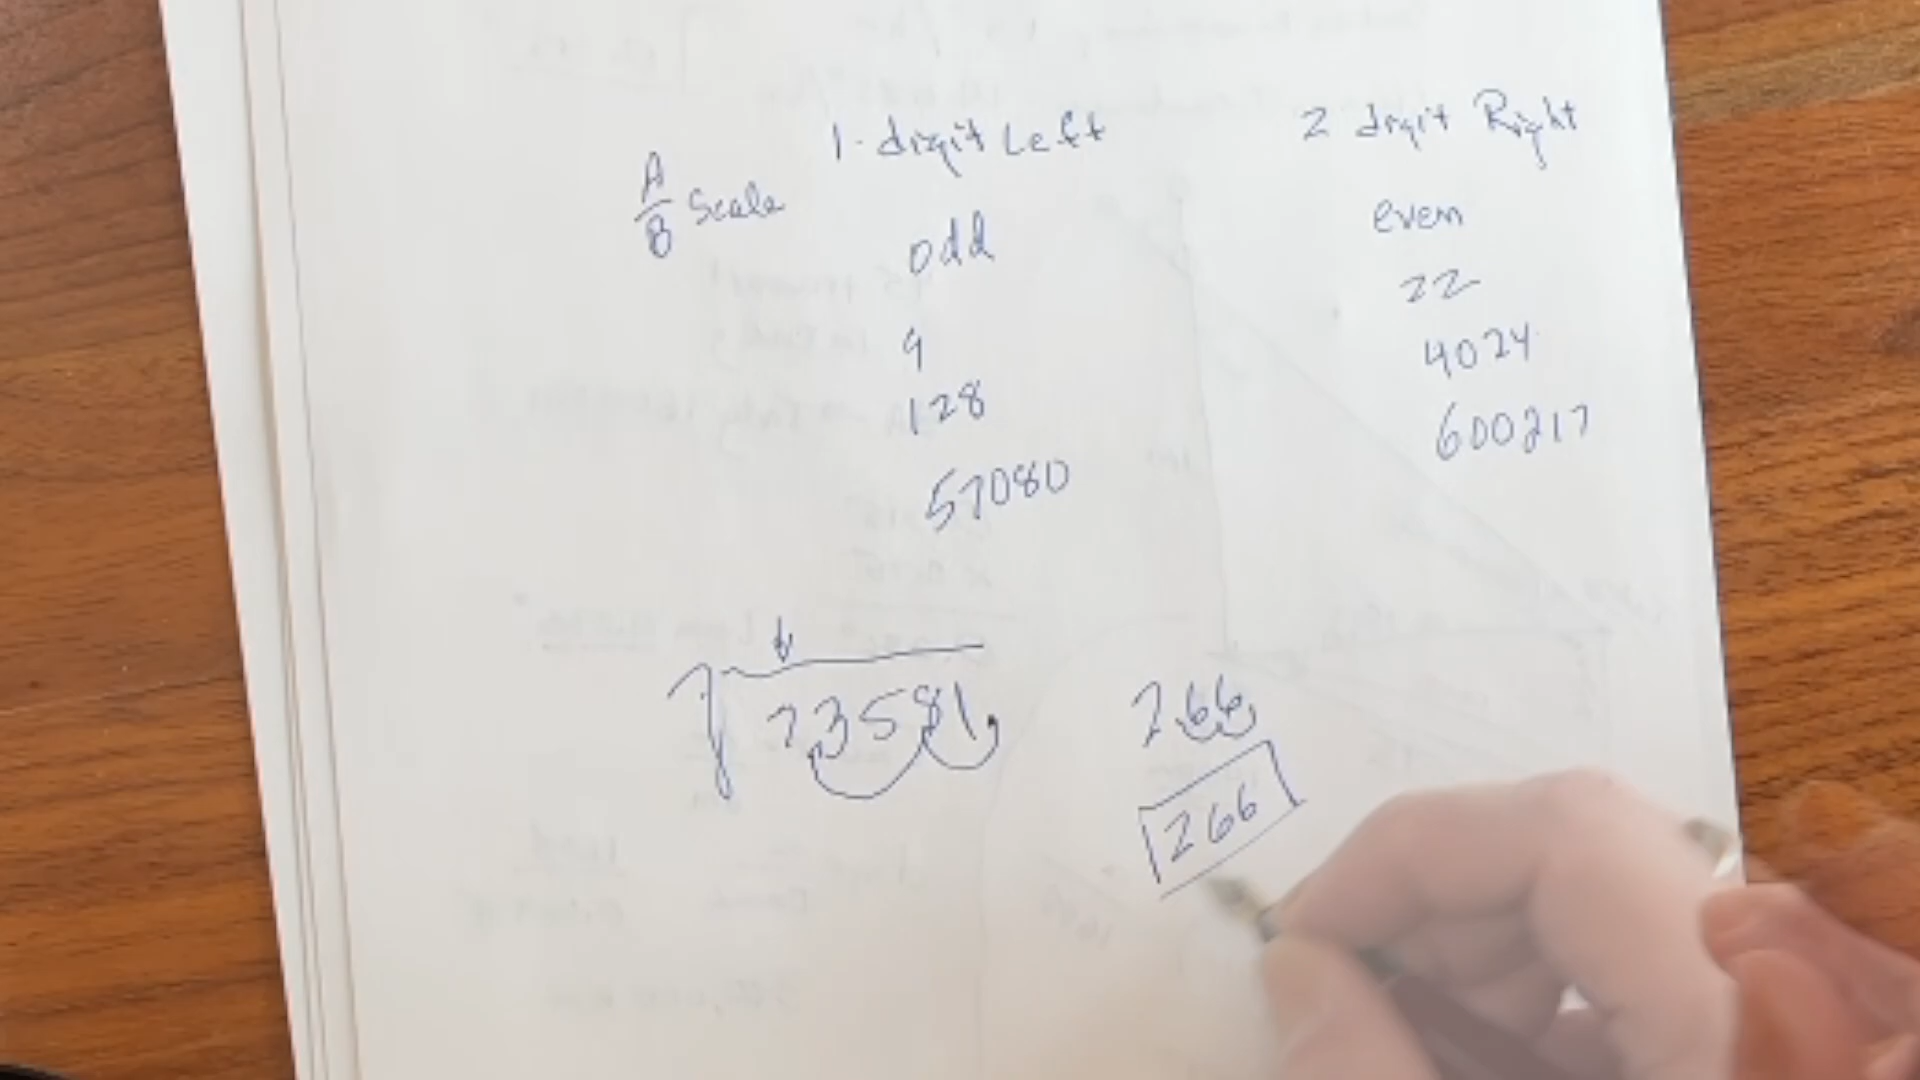 1-digit Left
2 digit Right
A/B Scale
odd
even
9
22
128
4024
57080
600217
√23581
266
266